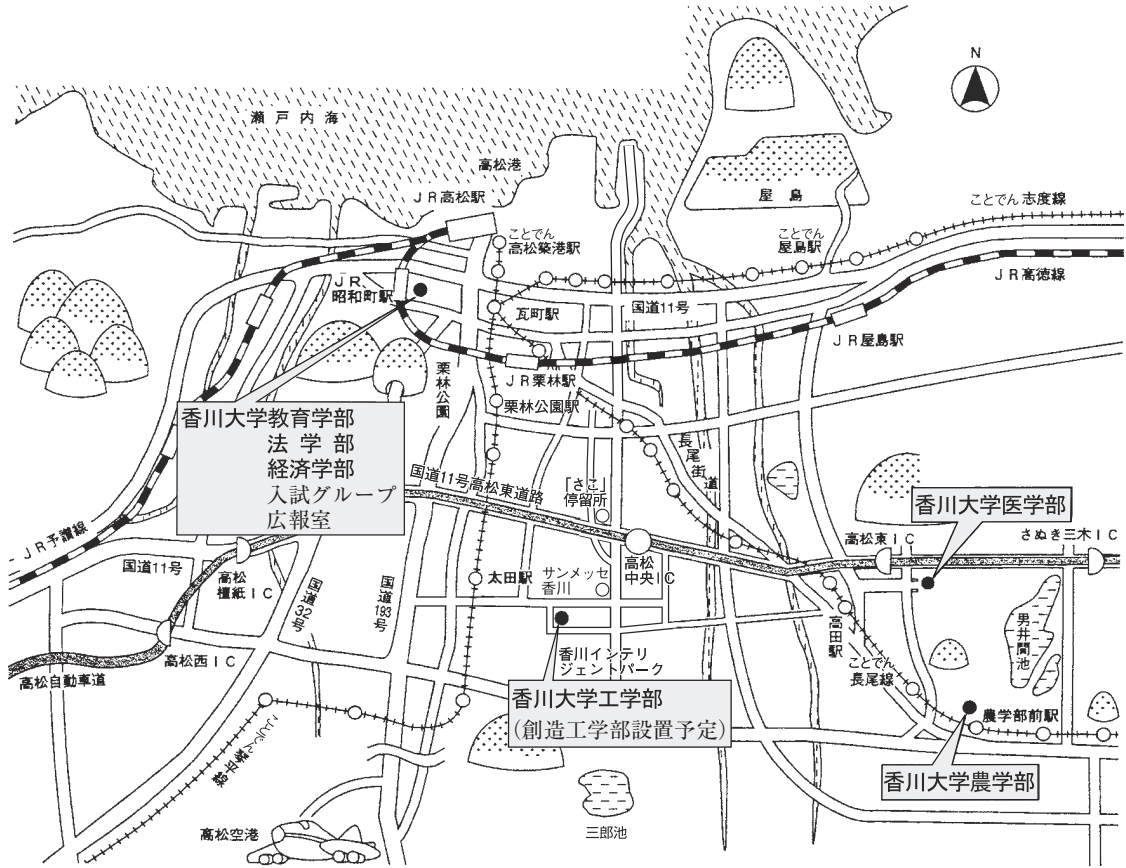 N
瀬戸内海
高松港
JR高松駅
屋島
ことでん志度線
ことでん
高松築港駅
ことでん
屋島駅
JR高徳線
JR
昭和町駅
瓦町駅
国道11号
JR屋島駅
栗林公園
JR栗林駅
栗林公園駅
香川大学教育学部
法学部
経済学部
入試グループ
広報室
長尾街道
国道11号高松東道路
「さこ」
停留所
香川大学医学部
JR予讃線
国道11号
高松
檀紙IC
国道32号
国道193号
太田駅
サンメッセ
香川
高松
中央IC
高松東IC
さぬき三木IC
高松西IC
高松自動車道
香川インテリ
ジェントパーク
高田駅
男井間池
ことでん
長尾線
香川大学工学部
(創造工学部設置予定)
農学部前駅
ことでん琴平線
香川大学農学部
三郎池
高松空港